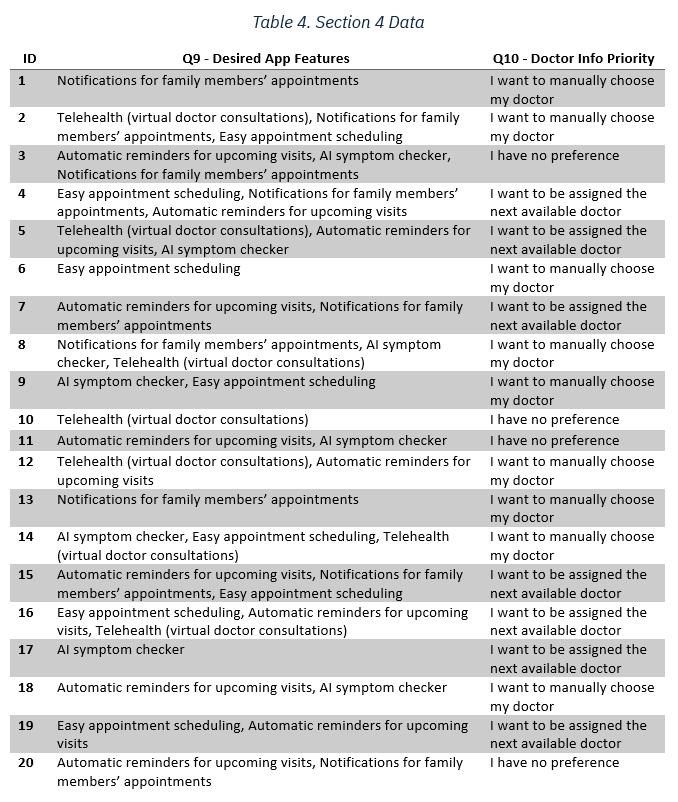 Table 4. Section 4 Data
ID Q9 - Desired App Features Q10 - Doctor Info Priority
1 Notifications for family members’ appointments I want to manually choose
my doctor
2 Telehealth (virtual doctor consultations), Notifications for family I want to manually choose
members’ appointments, Easy appointment scheduling my doctor
3 Automatic reminders for upcoming visits, AI symptom checker, I have no preference
Notifications for family members’ appointments
4 Easy appointment scheduling, Notifications for family members’ I want to be assigned the
appointments, Automatic reminders for upcoming visits next available doctor
5 Telehealth (virtual doctor consultations), Automatic reminders for I want to be assigned the
upcoming visits, AI symptom checker next available doctor
6 Easy appointment scheduling I want to manually choose
my doctor
7 Automatic reminders for upcoming visits, Notifications for family I want to be assigned the
members’ appointments next available doctor
8 Notifications for family members’ appointments, AI symptom I want to manually choose
checker, Telehealth (virtual doctor consultations) my doctor
9 AI symptom checker, Easy appointment scheduling I want to manually choose
my doctor
10 Telehealth (virtual doctor consultations) I have no preference
11 Automatic reminders for upcoming visits, AI symptom checker I have no preference
12 Telehealth (virtual doctor consultations), Automatic reminders for I want to manually choose
upcoming visits my doctor
13 Notifications for family members’ appointments I want to manually choose
my doctor
14 AI symptom checker, Easy appointment scheduling, Telehealth I want to manually choose
(virtual doctor consultations) my doctor
15 Automatic reminders for upcoming visits, Notifications for family I want to be assigned the
members’ appointments, Easy appointment scheduling next available doctor
16 Easy appointment scheduling, Automatic reminders for upcoming I want to be assigned the
visits, Telehealth (virtual doctor consultations) next available doctor
17 AI symptom checker I want to be assigned the
next available doctor
18 Automatic reminders for upcoming visits, AI symptom checker I want to manually choose
my doctor
19 Easy appointment scheduling, Automatic reminders for upcoming I want to be assigned the
visits next available doctor
20 Automatic reminders for upcoming visits, Notifications for family I have no preference
members’ appointments